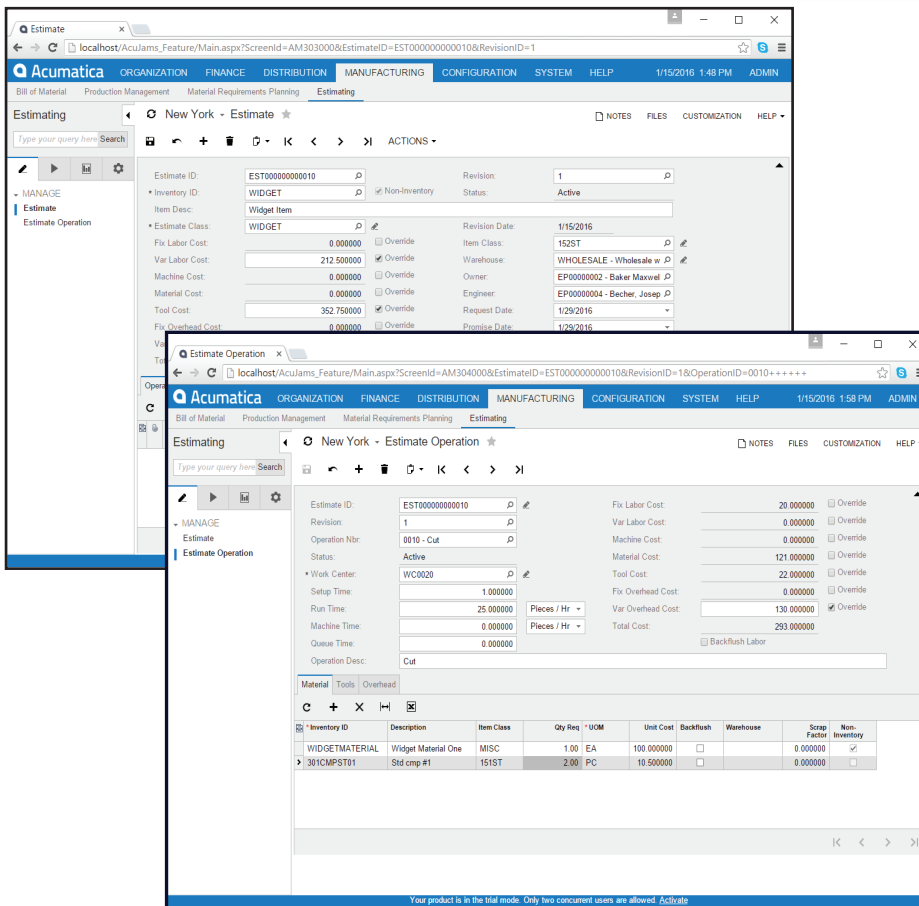 Estimate ×
localhost/AcuJams_Feature/Main.aspx?ScreenId=AM303000&EstimateID=EST000000000010&RevisionID=1
Acumatica ORGANIZATION FINANCE DISTRIBUTION MANUFACTURING CONFIGURATION SYSTEM HELP 1/15/2016 1:48 PM ADMIN
Bill of Material Production Management Material Requirements Planning Estimating
Estimating New York - Estimate NOTES FILES CUSTOMIZATION HELP
Type your query here Search ACTIONS
MANAGE
Estimate
Estimate Operation
Estimate ID: EST000000000010 Revision: 1
* Inventory ID: WIDGET Non-Inventory Status: Active
Item Desc: Widget Item
* Estimate Class: WIDGET Revision Date: 1/15/2016
Fix Labor Cost: 0.000000 Override Item Class: 152ST
Var Labor Cost: 212.500000 Override Warehouse: WHOLESALE - Wholesale w
Machine Cost: 0.000000 Override Owner: EP00000002 - Baker Maxwel
Material Cost: 0.000000 Override Engineer: EP00000004 - Becher, Josep
Tool Cost: 352.750000 Override Request Date: 1/29/2016
Fix Overhead Cost: 0.000000 Override Promise Date: 1/29/2016
Va
To
Opera
Estimate Operation ×
localhost/AcuJams_Feature/Main.aspx?ScreenId=AM304000&EstimateID=EST000000000010&RevisionID=1&OperationID=0010++++++
Acumatica ORGANIZATION FINANCE DISTRIBUTION MANUFACTURING CONFIGURATION SYSTEM HELP 1/15/2016 1:58 PM ADMIN
Bill of Material Production Management Material Requirements Planning Estimating
Estimating New York - Estimate Operation NOTES FILES CUSTOMIZATION HELP
Type your query here Search
MANAGE
Estimate
Estimate Operation
Estimate ID: EST000000000010 Fix Labor Cost: 20.000000 Override
Revision: 1 Var Labor Cost: 0.000000 Override
Operation Nbr: 0010 - Cut Machine Cost: 0.000000 Override
Status: Active Material Cost: 121.000000 Override
* Work Center: WC0020 Tool Cost: 22.000000 Override
Setup Time: 1.000000 Fix Overhead Cost: 0.000000 Override
Run Time: 25.000000 Pieces / Hr Var Overhead Cost: 130.000000 Override
Machine Time: 0.000000 Pieces / Hr Total Cost: 293.000000
Queue Time: 0.000000 Backflush Labor
Operation Desc: Cut
Material Tools Overhead
* Inventory ID Description Item Class Qty Req * UOM Unit Cost Backflush Warehouse Scrap Factor Non-Inventory
WIDGETMATERIAL Widget Material One MISC 1.00 EA 100.000000 0.000000
301CMPST01 Std cmp #1 151ST 2.00 PC 10.500000 0.000000
Your product is in the trial mode. Only two concurrent users are allowed. Activate